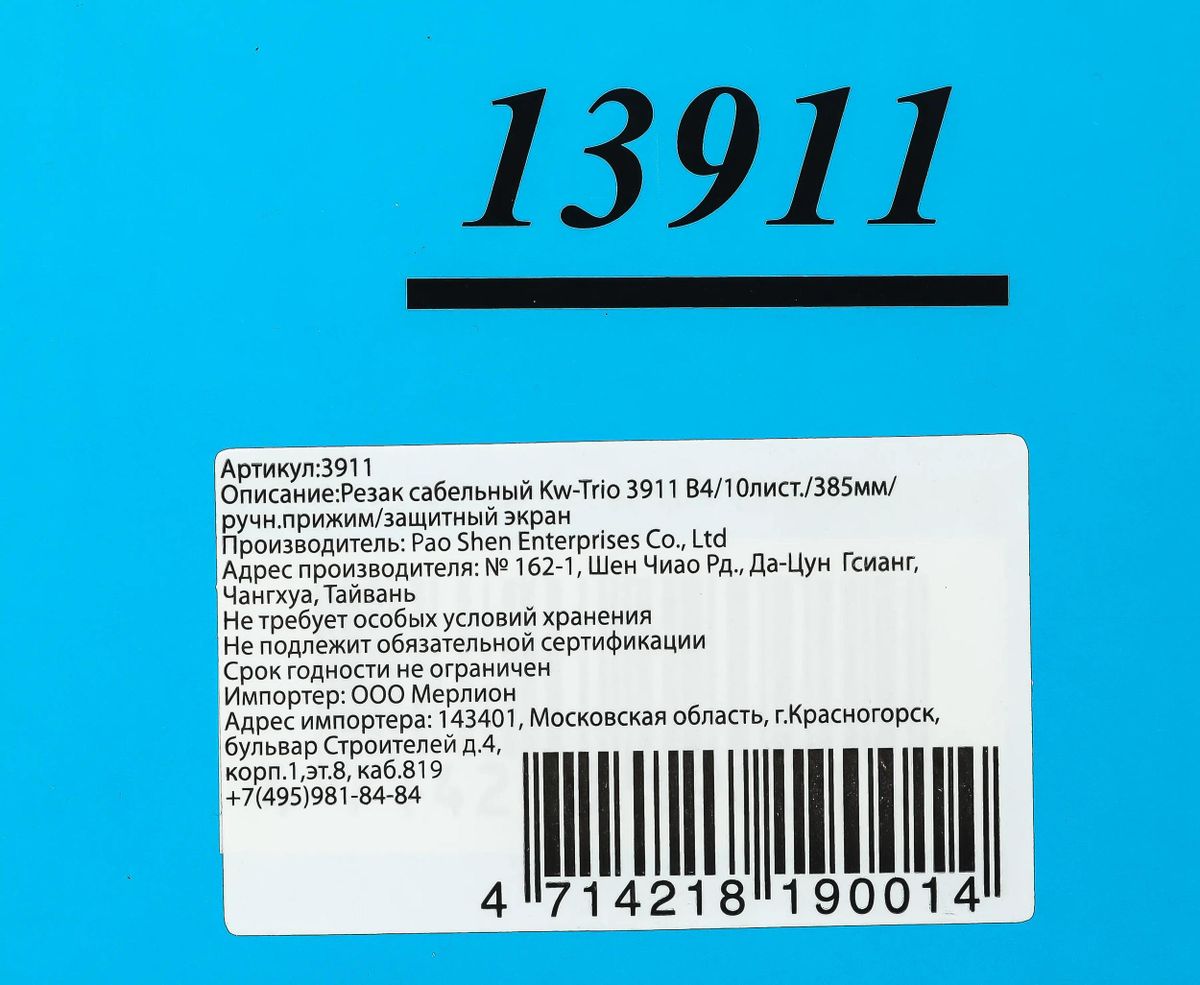 13911
Артикул:3911
Описание:Резак сабельный Kw-Trio 3911 B4/10лист./385мм/
ручн.прижим/защитный экран
Производитель: Pao Shen Enterprises Co., Ltd
Адрес производителя: № 162-1, Шен Чиао Рд., Да-Цун Гсианг,
Чангхуа, Тайвань
Не требует особых условий хранения
Не подлежит обязательной сертификации
Срок годности не ограничен
Импортер: ООО Мерлион
Адрес импортера: 143401, Московская область, г.Красногорск,
бульвар Строителей д.4,
корп.1,эт.8, каб.819
+7(495)981-84-84
4 714218 190014